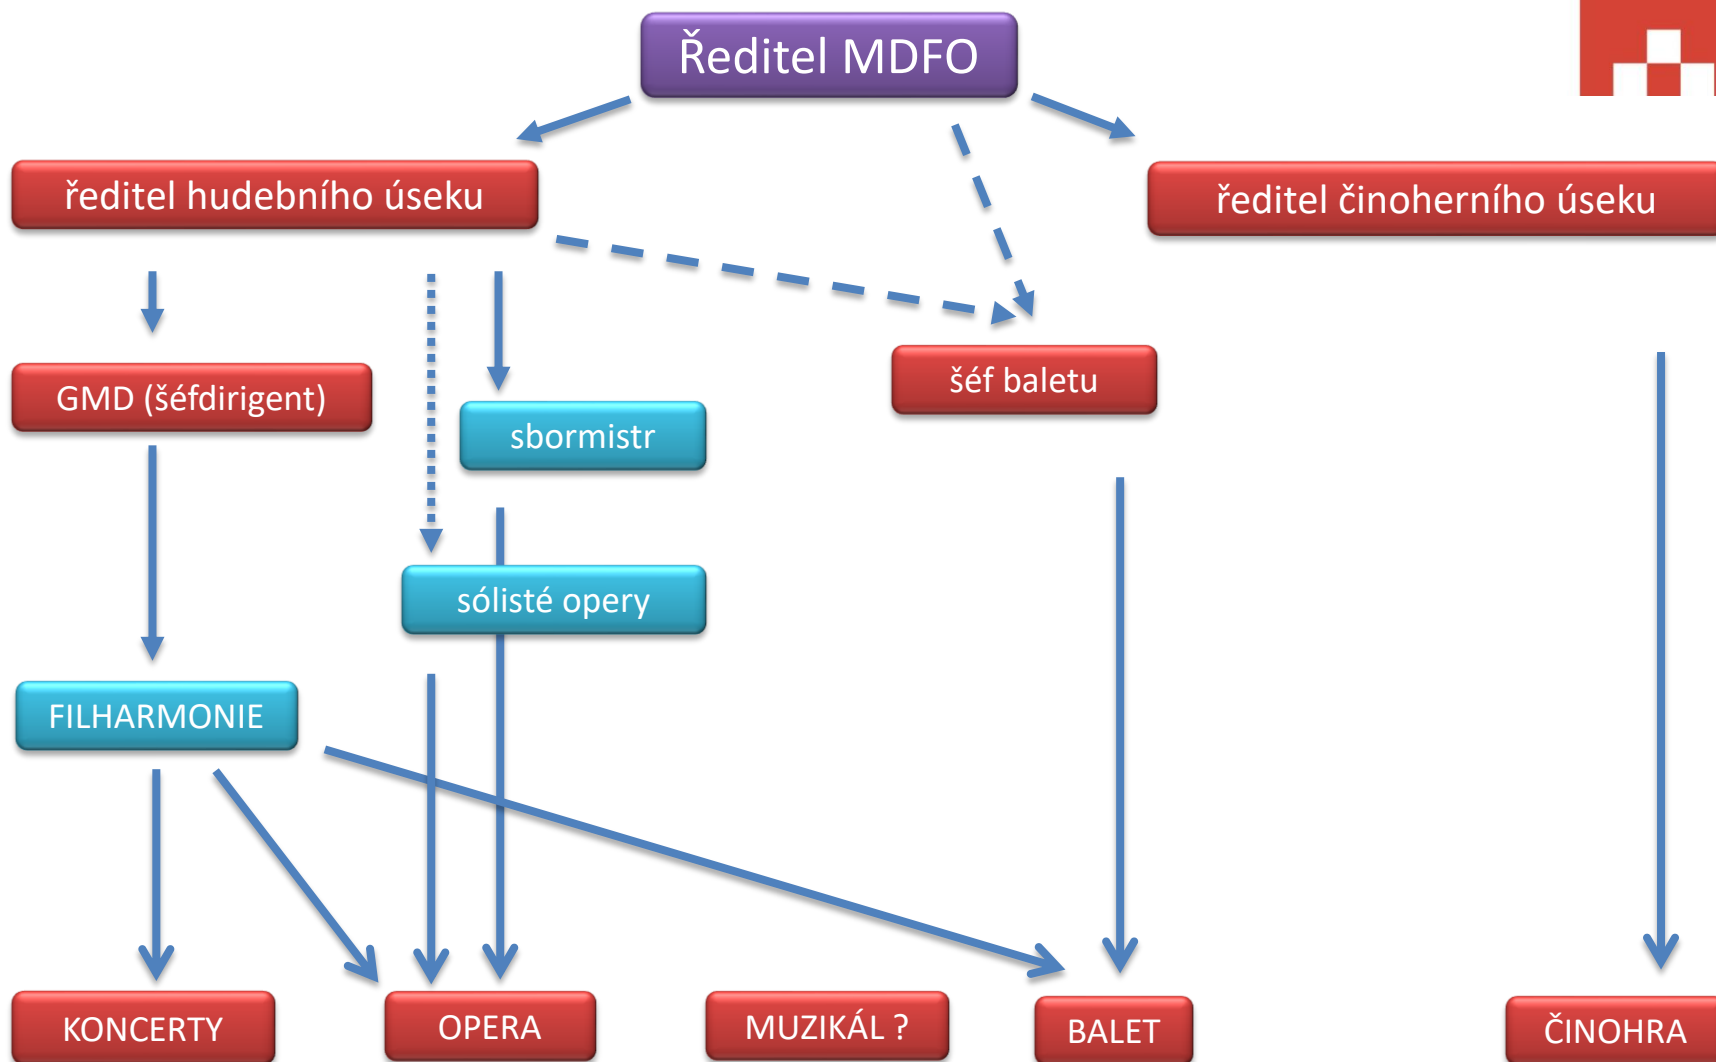 Ředitel MDFO
ředitel hudebního úseku
ředitel činoherního úseku
GMD (šéfdirigent)
šéf baletu
sbormistr
sólisté opery
FILHARMONIE
KONCERTY
OPERA
MUZIKÁL ?
BALET
ČINOHRA